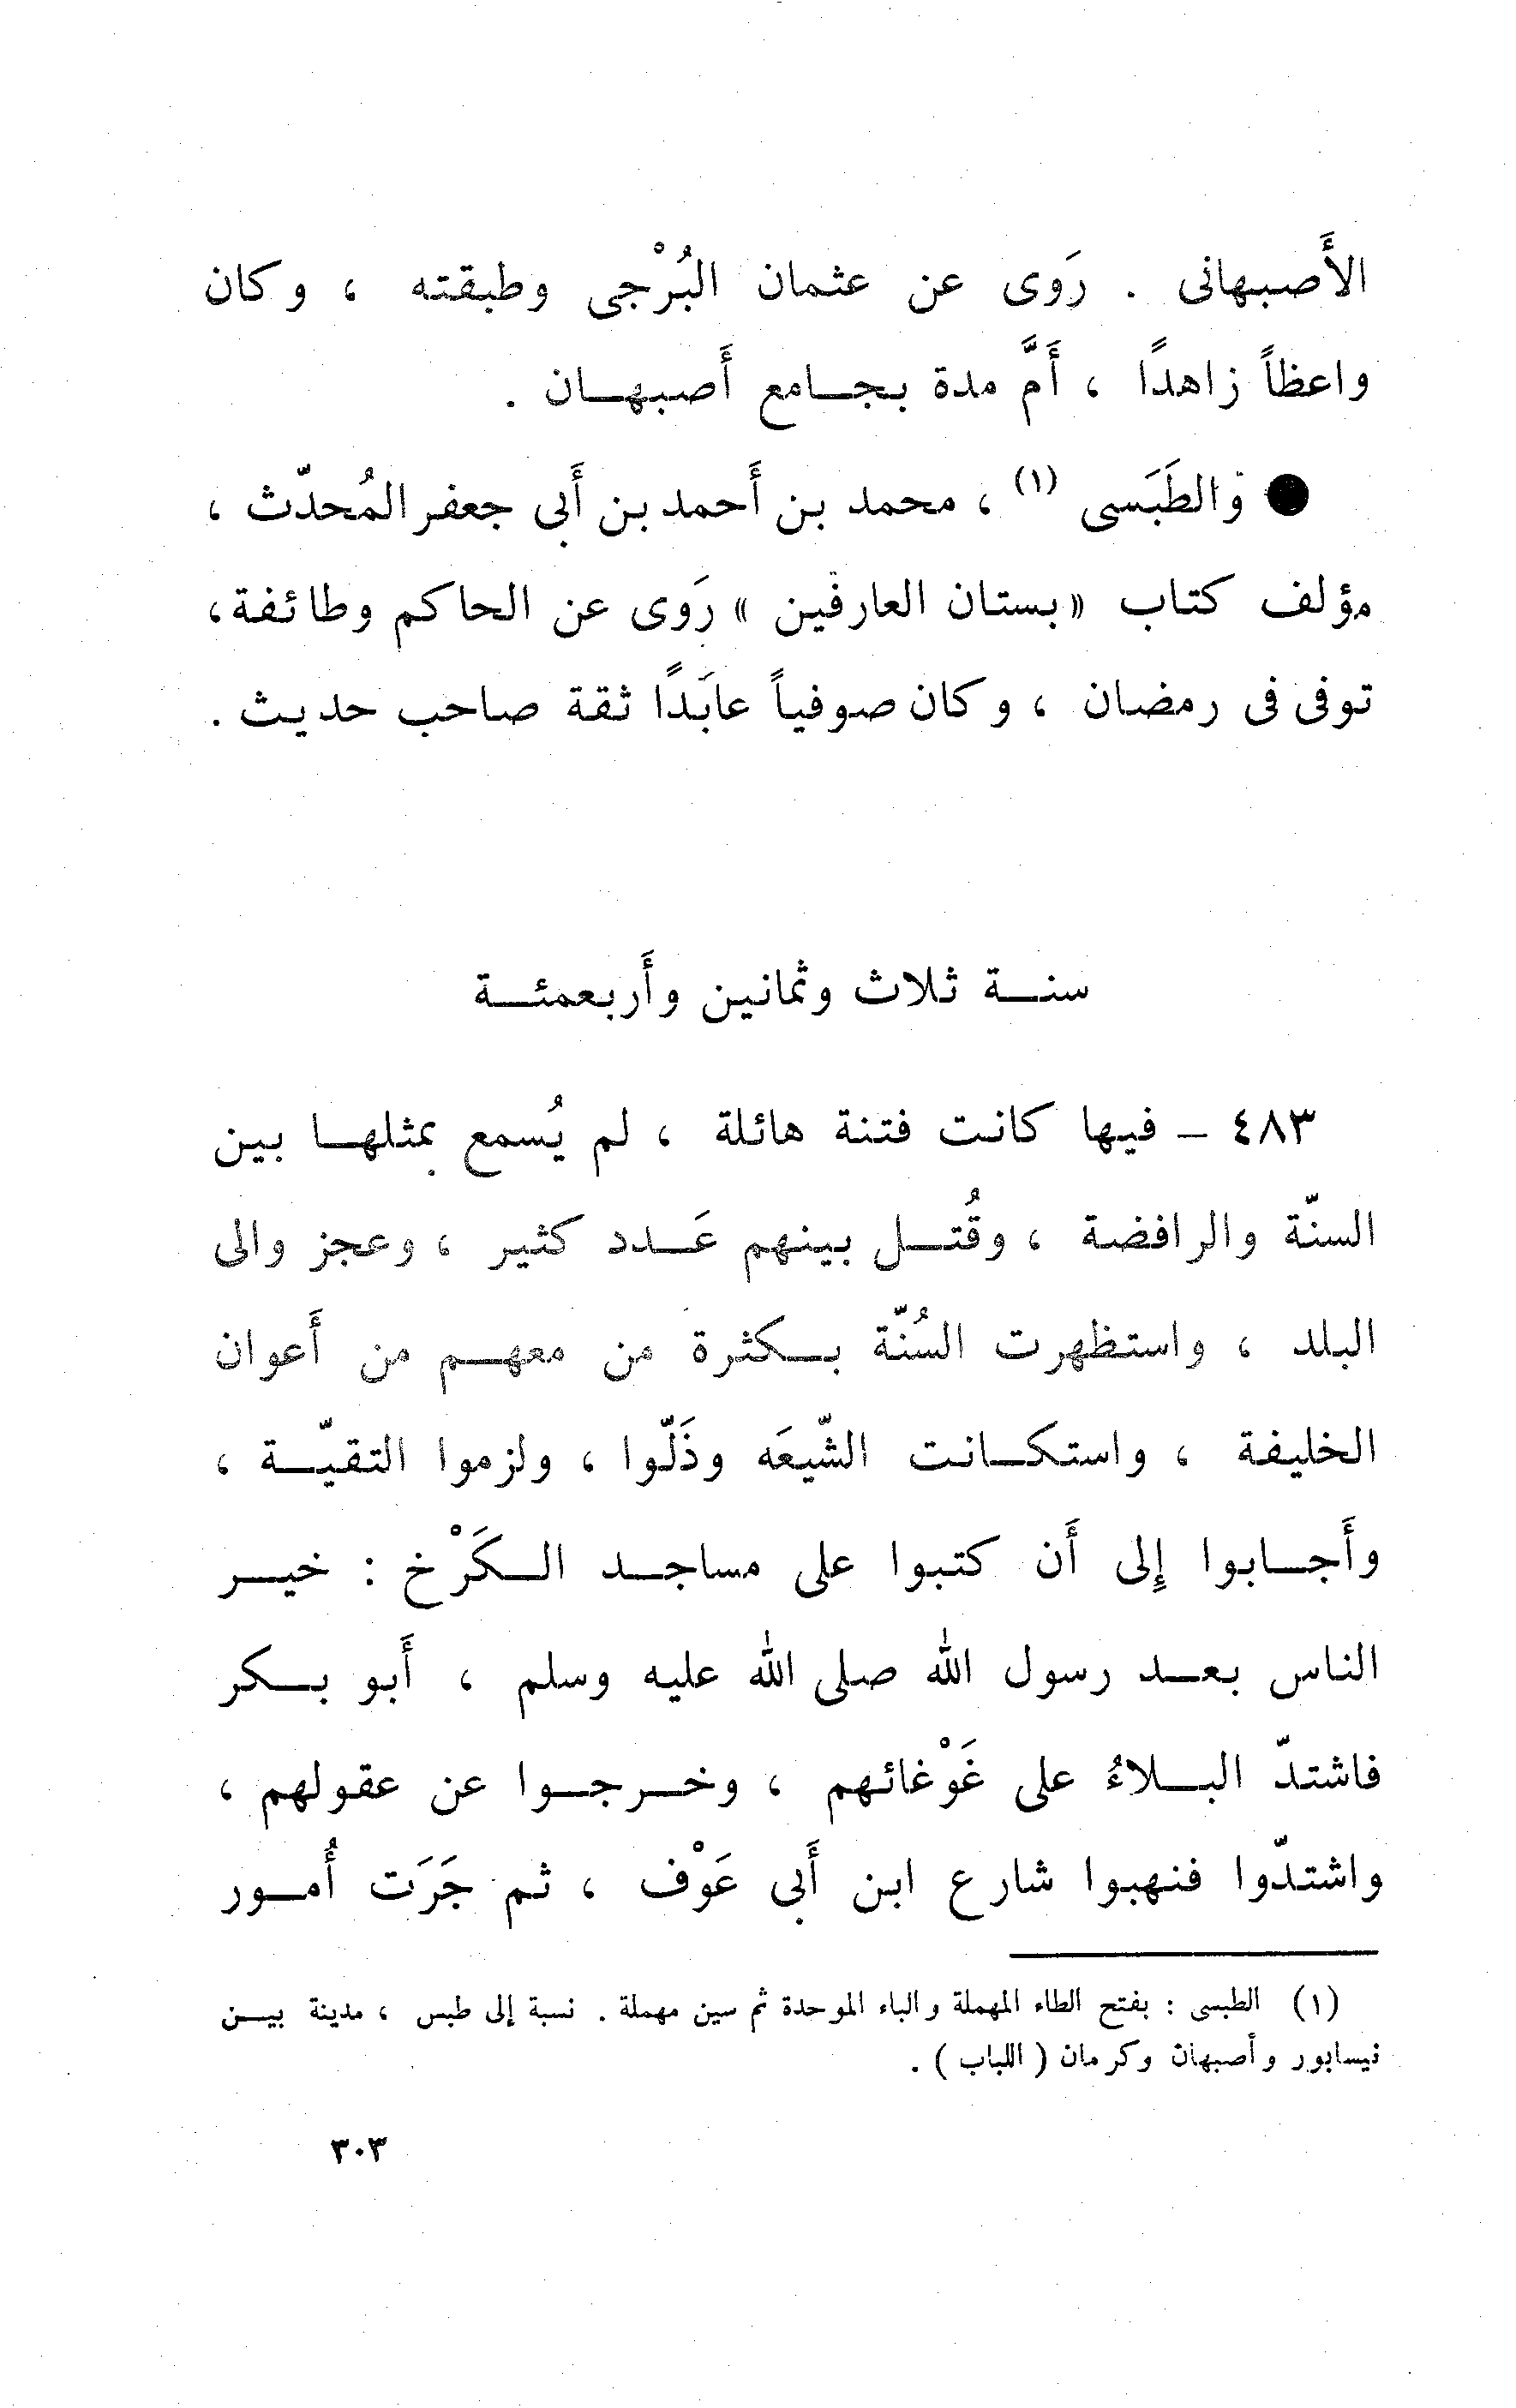 الأَصبهانى . رَوى عن عثمان البُرْجى وطبقته ، وكان
واعظاً زاهدًا ، أَمَّ مدة بجامع أَصبهان .
● والطَبَسى (١) ، محمد بن أَحمد بن أَبى جعفر المُحدّث ،
مؤلف كتاب «بستان العارفين» رَوى عن الحاكم وطائفة،
توفى فى رمضان ، وكان صوفياً عابَدًا ثقة صاحب حديث .
سنة ثلاث وثمانين وأَربعمئة
٤٨٣ – فيها كانت فتنة هائلة ، لم يُسمع بمثلها بين
السنّة والرافضة ، وقُتل بينهم عَدد كثير ، وعجز والى
البلد ، واستظهرت السُنّة بكثرة من معهم من أَعوان
الخليفة ، واستكانت الشّيعَه وذَلّوا ، ولزموا التقيّة ،
وأَجابوا إِلى أَن كتبوا على مساجد الكَرْخ : خير
الناس بعد رسول الله صلى الله عليه وسلم ، أَبو بكر
فاشتدّ البلاءُ على غَوْغائهم ، وخرجوا عن عقولهم ،
واشتدّوا فنهبوا شارع ابن أَبى عَوْف ، ثم جَرَت أُمور
(١) الطبسى : بفتح الطاء المهملة والباء الموحدة ثم سين مهملة . نسبة إلى طبس ، مدينة بين
نيسابور وأصبهان وكرمان ( اللباب ) .
٣٠٣